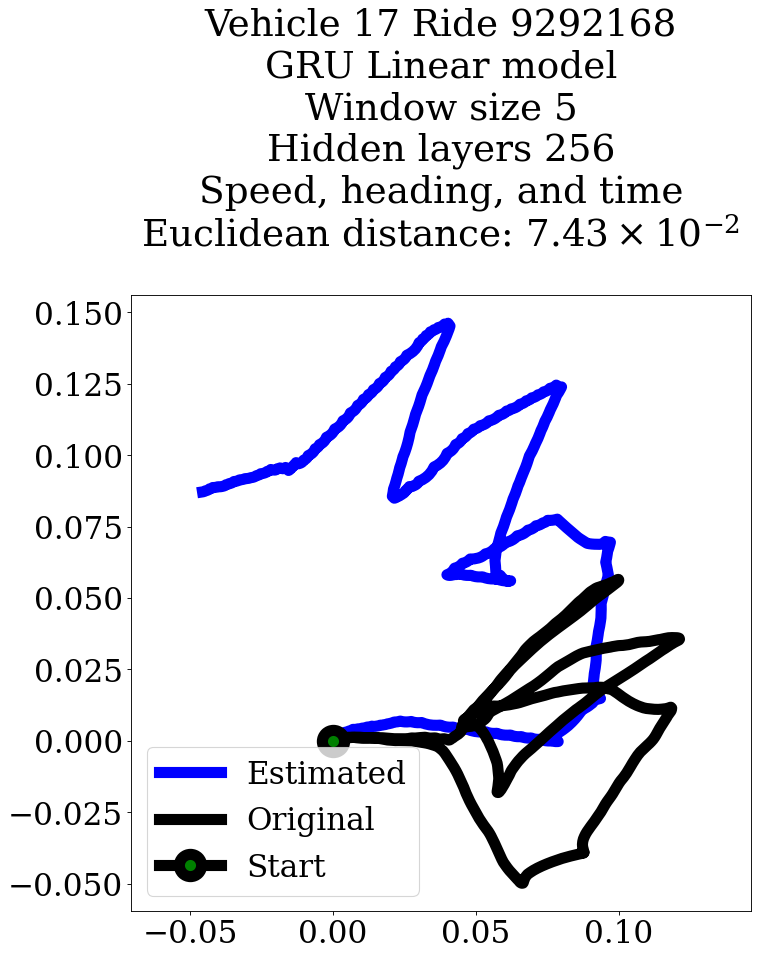 Vehicle 17 Ride 9292168
GRU Linear model
Window size 5
Hidden layers 256
Speed, heading, and time
Euclidean distance: 7.43 × 10⁻²
0.150
0.125
0.100
0.075
0.050
0.025
0.000
−0.025
−0.050
Estimated
Original
Start
−0.05 0.00 0.05 0.10